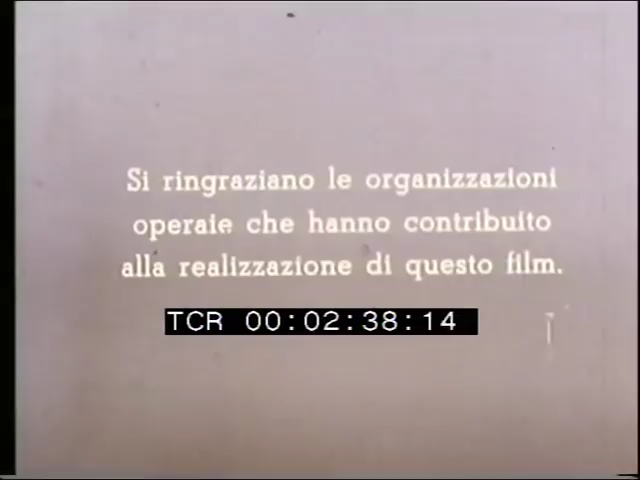 Si ringraziano le organizzazioni
operaie che hanno contribuito
alla realizzazione di questo film.
TCR 00:02:38:14